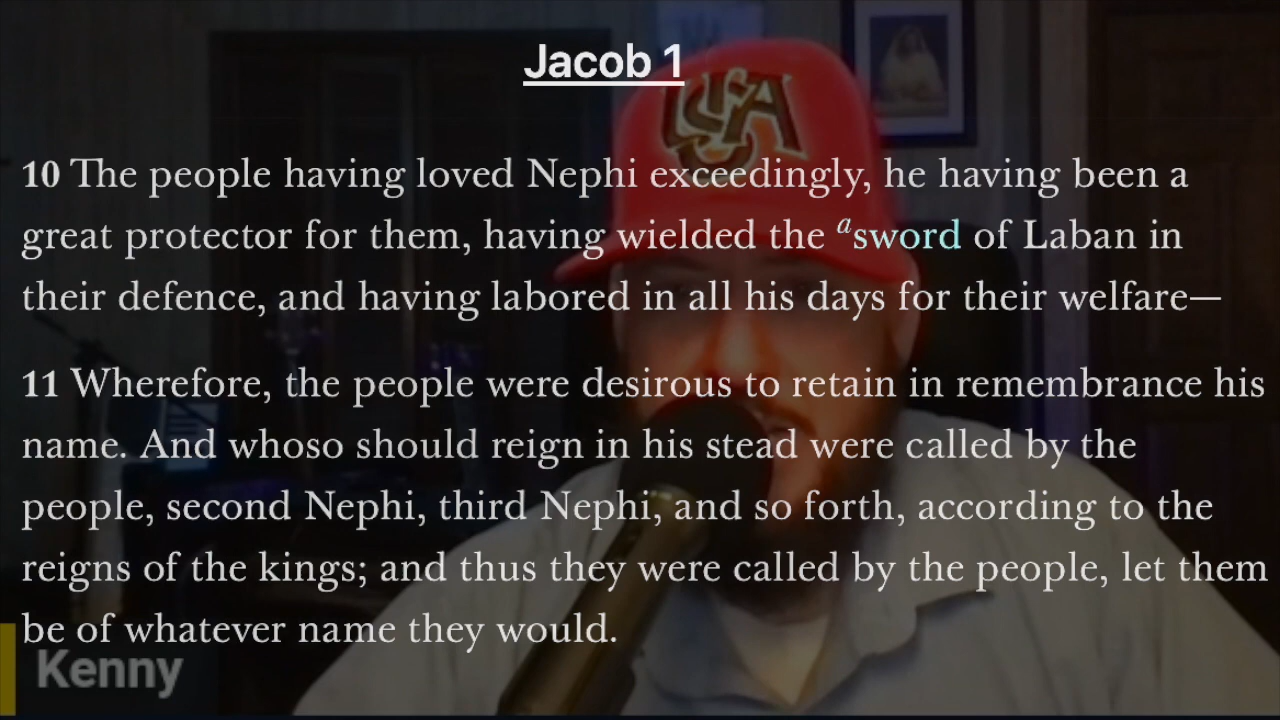 Jacob 1
10 The people having loved Nephi exceedingly, he having been a
great protector for them, having wielded the ᵃsword of Laban in
their defence, and having labored in all his days for their welfare—
11 Wherefore, the people were desirous to retain in remembrance his
name. And whoso should reign in his stead were called by the
people, second Nephi, third Nephi, and so forth, according to the
reigns of the kings; and thus they were called by the people, let them
be of whatever name they would.
Kenny